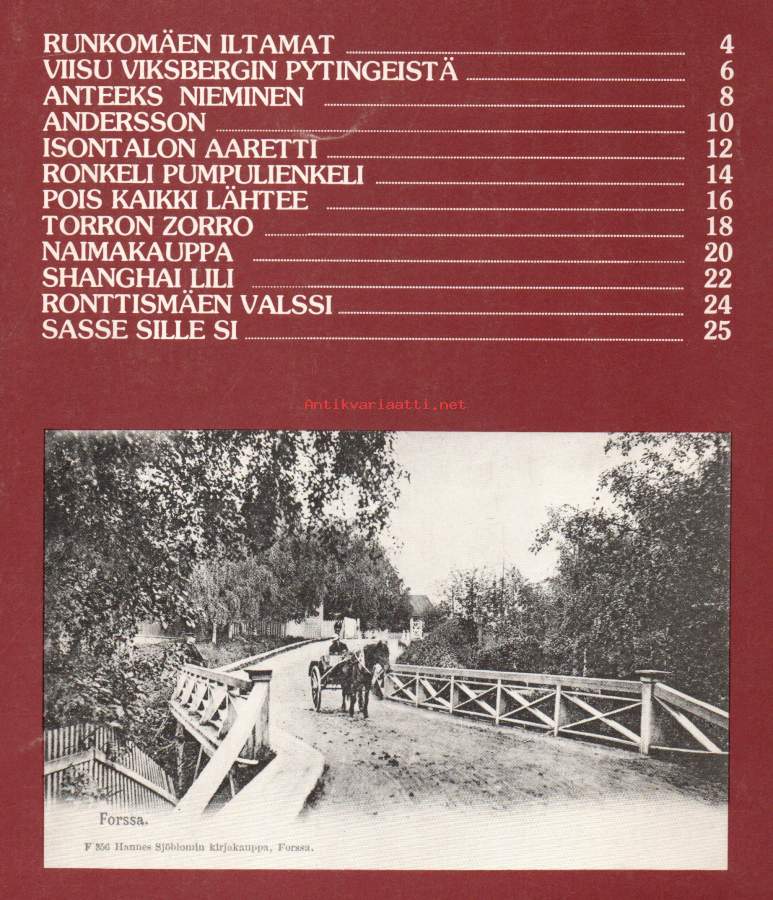 RUNKOMÄEN ILTAMAT 4
VIISU VIKSBERGIN PYTINGEISTÄ 6
ANTEEKS NIEMINEN 8
ANDERSSON 10
ISONTALON AARETTI 12
RONKELI PUMPULIENKELI 14
POIS KAIKKI LÄHTEE 16
TORRON ZORRO 18
NAIMAKAUPPA 20
SHANGHAI LILI 22
RONTTISMÄEN VALSSI 24
SASSE SILLE SI 25
Antikvariaatti.net
Forssa.
F 356 Hannes Sjöblomin kirjakauppa, Forssa.